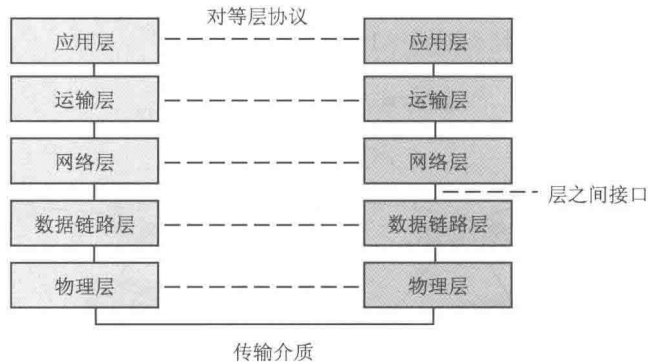 对等层协议
应用层 应用层
运输层 运输层
网络层 网络层
层之间接口
数据链路层 数据链路层
物理层 物理层
传输介质